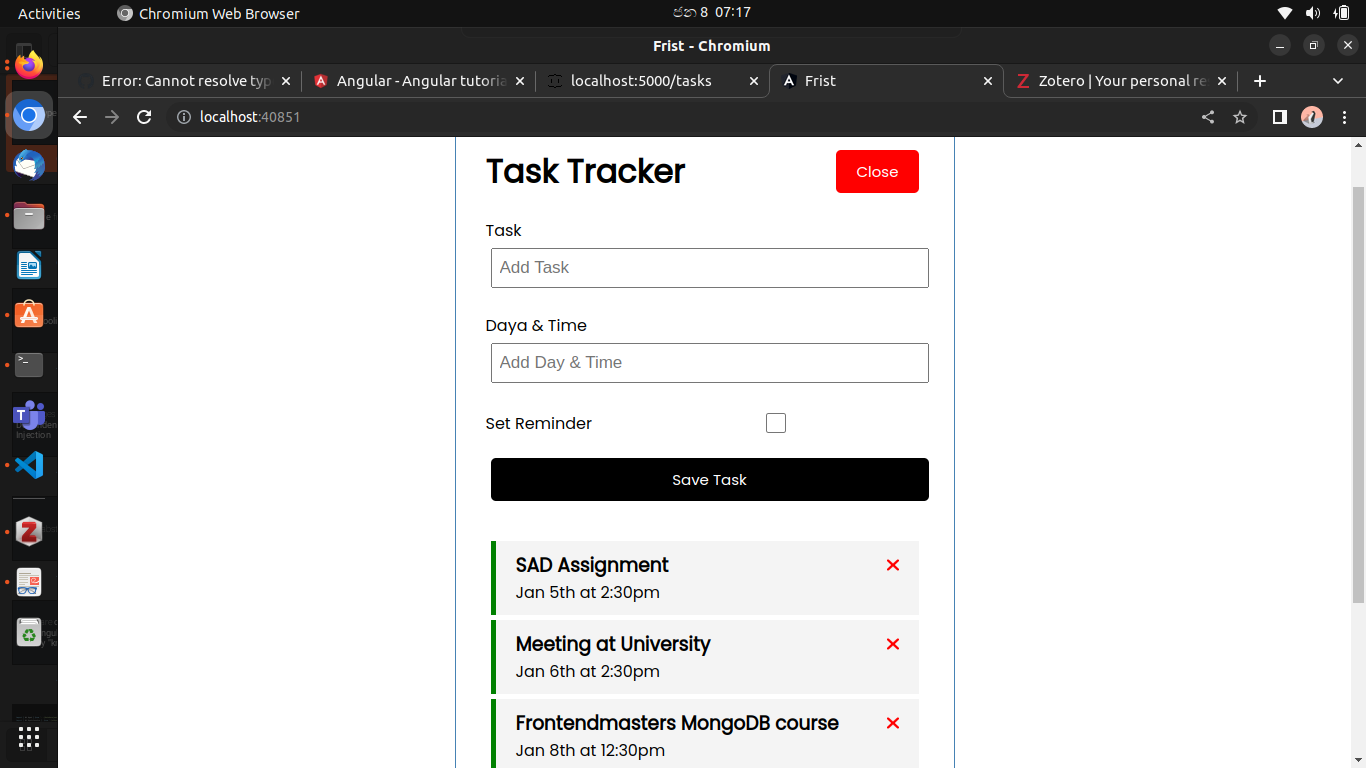 Activities
Chromium Web Browser
ජන 8 07:17
Frist - Chromium
Error: Cannot resolve typ
Angular - Angular tutoria
localhost:5000/tasks
Frist
Zotero | Your personal re
localhost:40851
Task Tracker
Close
Task
Add Task
Daya & Time
Add Day & Time
Set Reminder
Save Task
SAD Assignment
Jan 5th at 2:30pm
Meeting at University
Jan 6th at 2:30pm
Frontendmasters MongoDB course
Jan 8th at 12:30pm